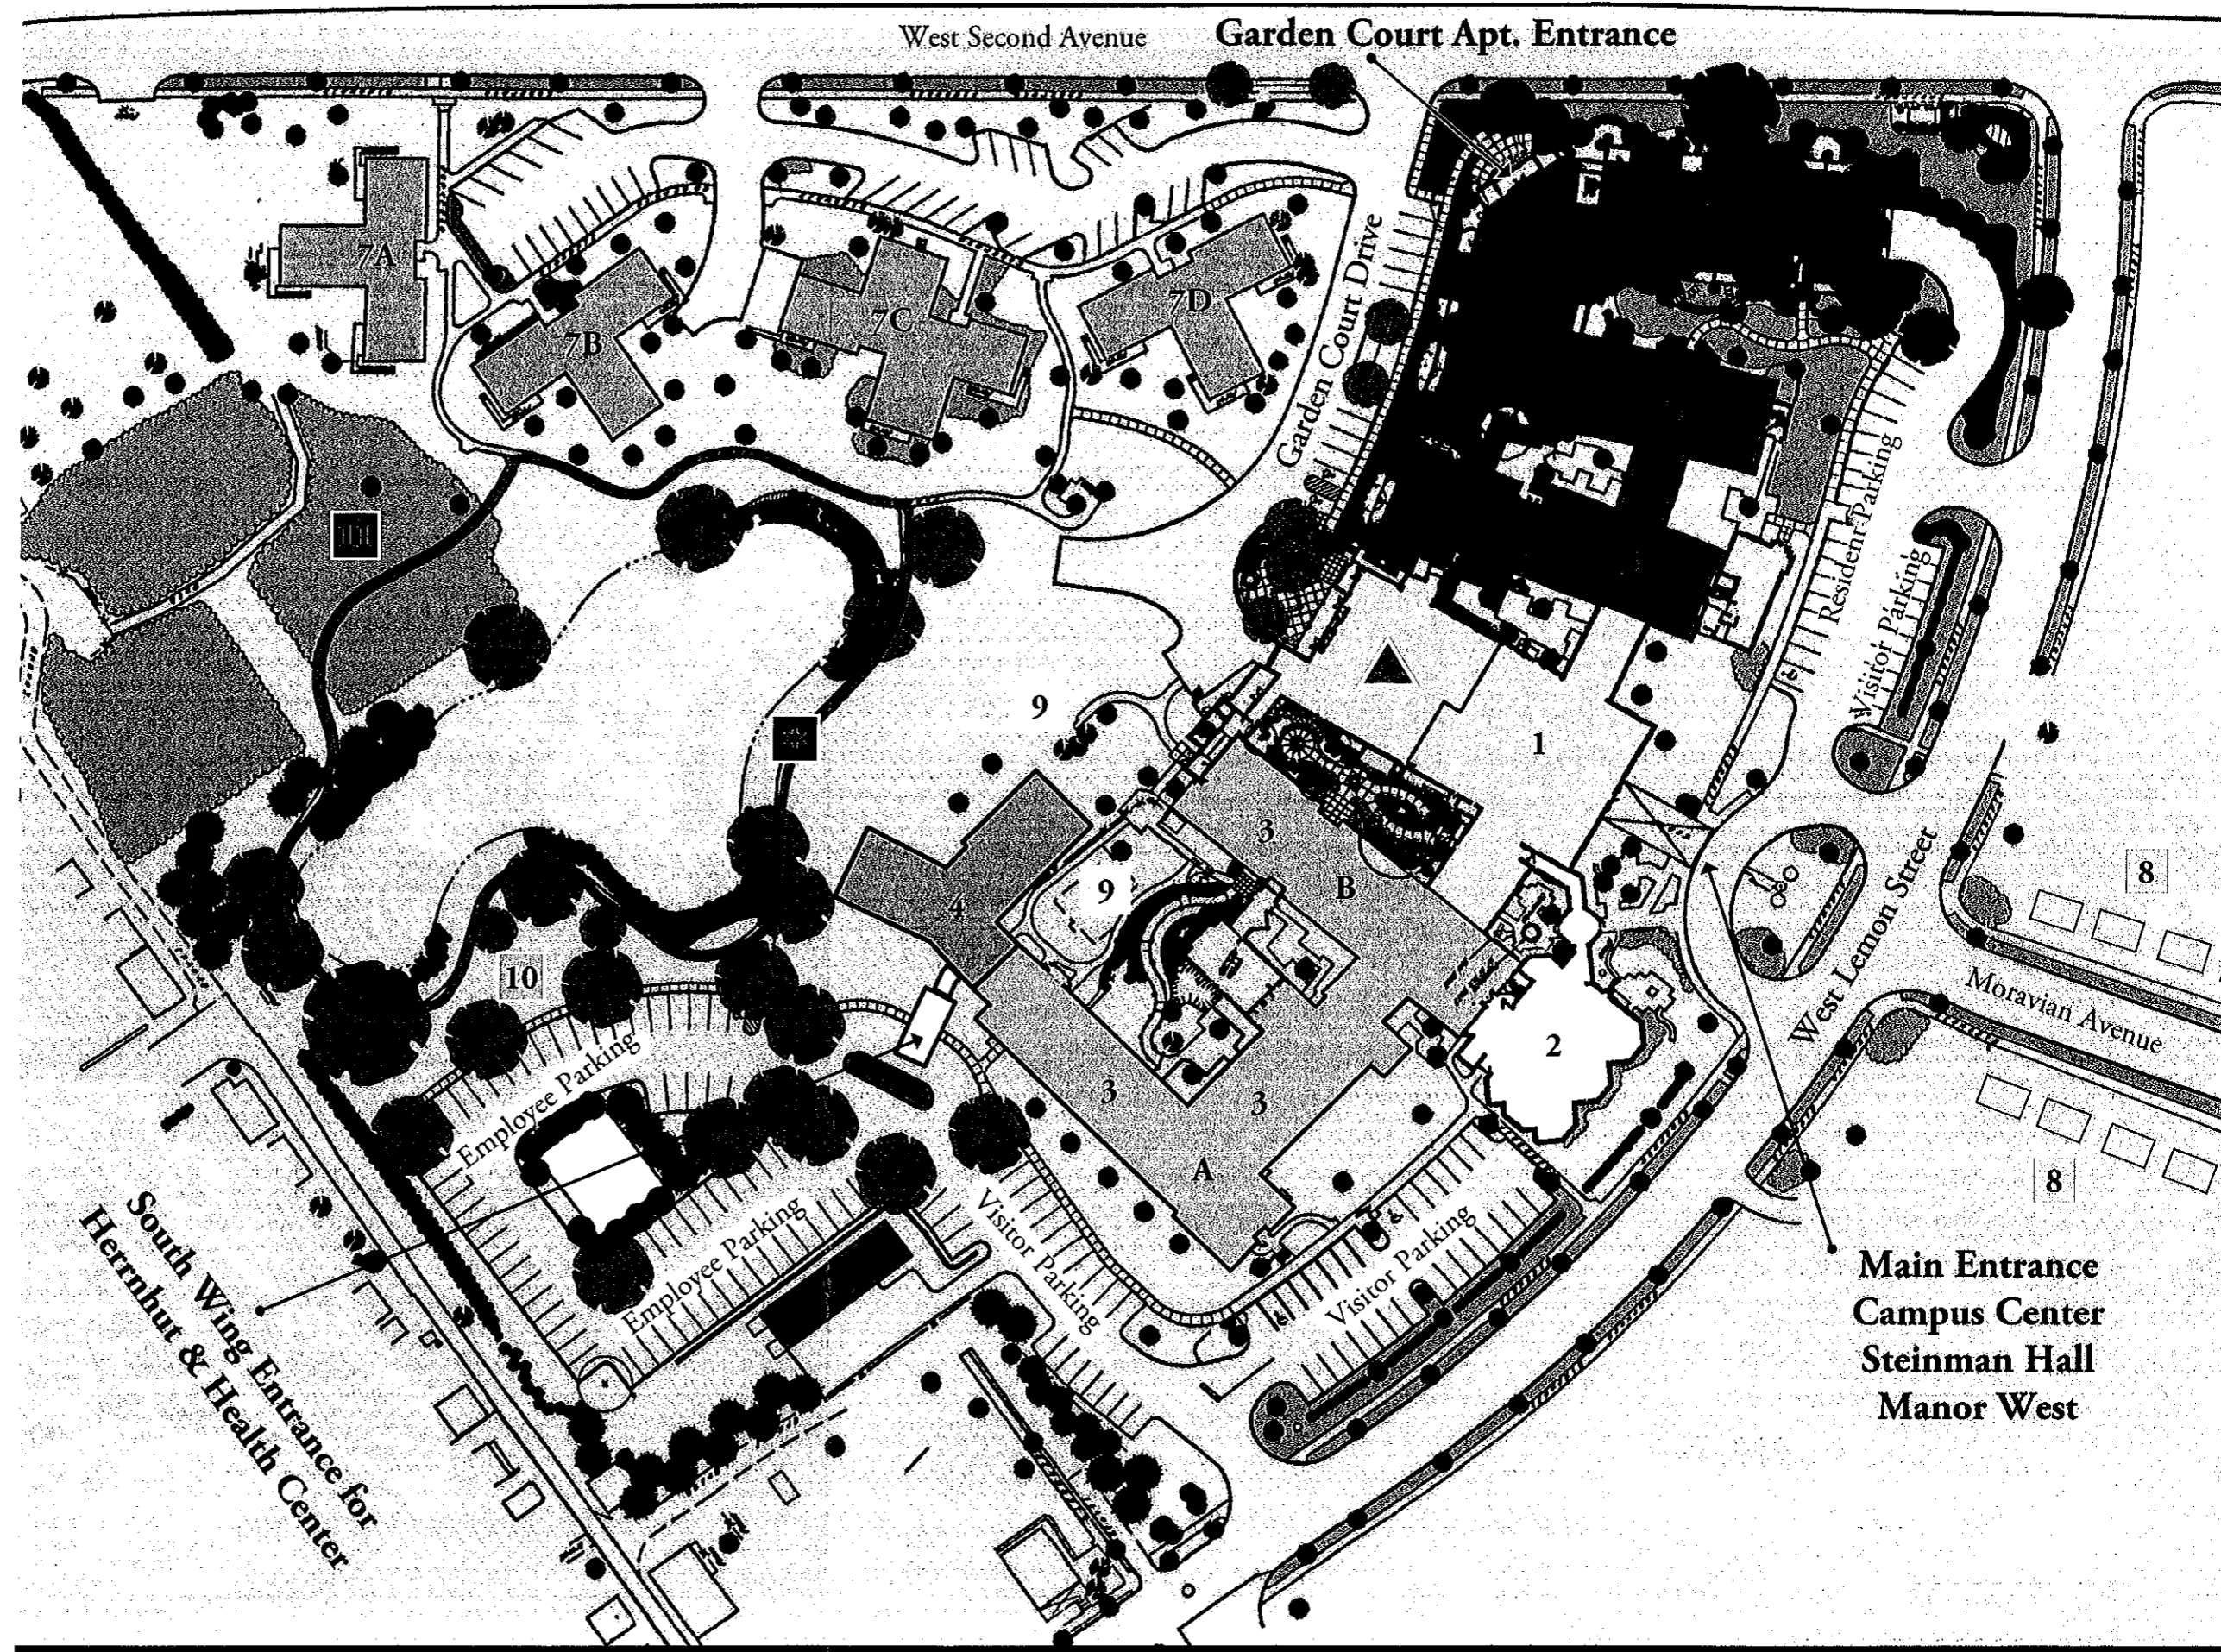 West Second Avenue
Garden Court Apt. Entrance
7A
7B
7C
7D
Garden Court Drive
Resident Parking
Visitor Parking
11
9
1
3
B
9
4
8
West Lemon Street
Moravian Avenue
10
2
3
3
A
8
Employee Parking
Employee Parking
Visitor Parking
Visitor Parking
South Wing Entrance for
Herrnhut & Health Center
Main Entrance
Campus Center
Steinman Hall
Manor West